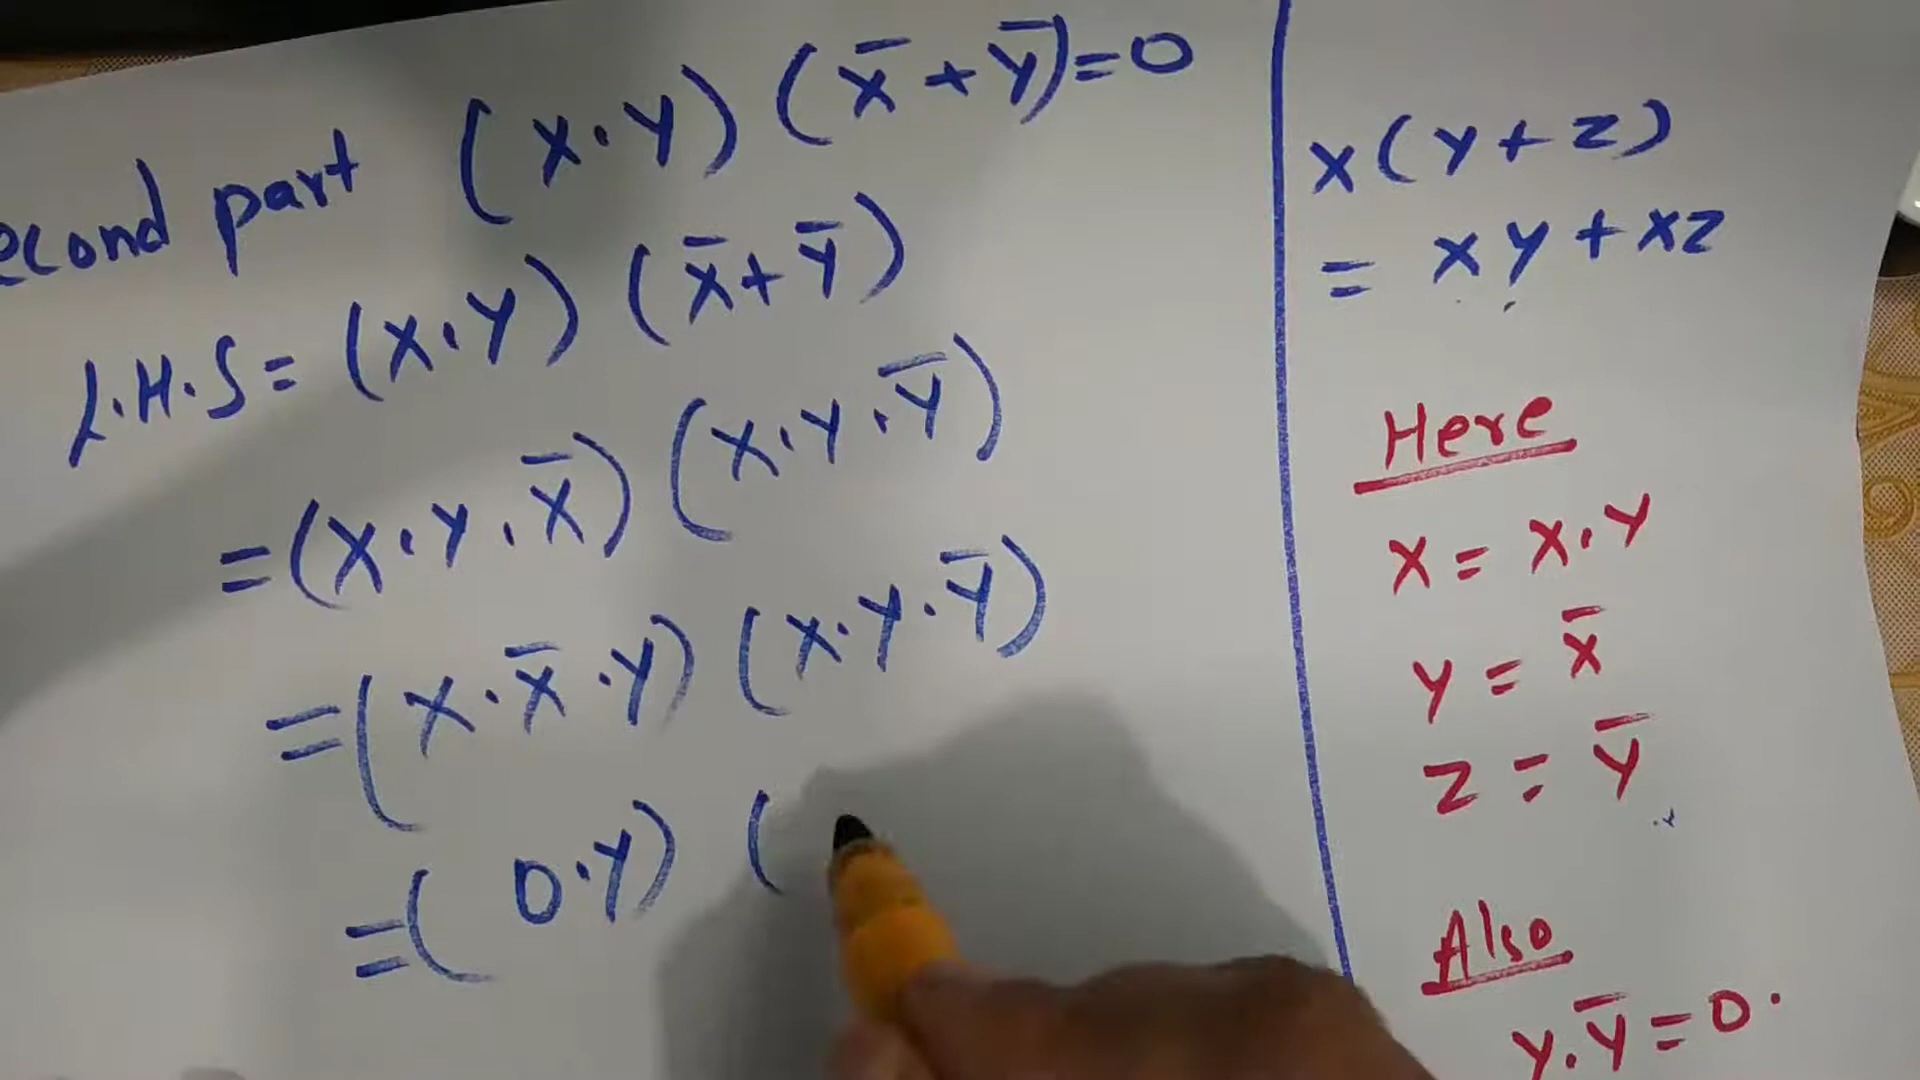 econd part (X·Y) (X̅ + Y̅)=0
L.H.S = (X·Y) (X̅ + Y̅)
=(X·Y·X̅) (X·Y·Y̅)
=(X·X̅·Y) (X·Y·Y̅)
=( 0·Y) (
X(Y+Z)
= XY+XZ
Here
X = X·Y
Y = X̅
Z = Y̅
Also
Y·Y̅=0.